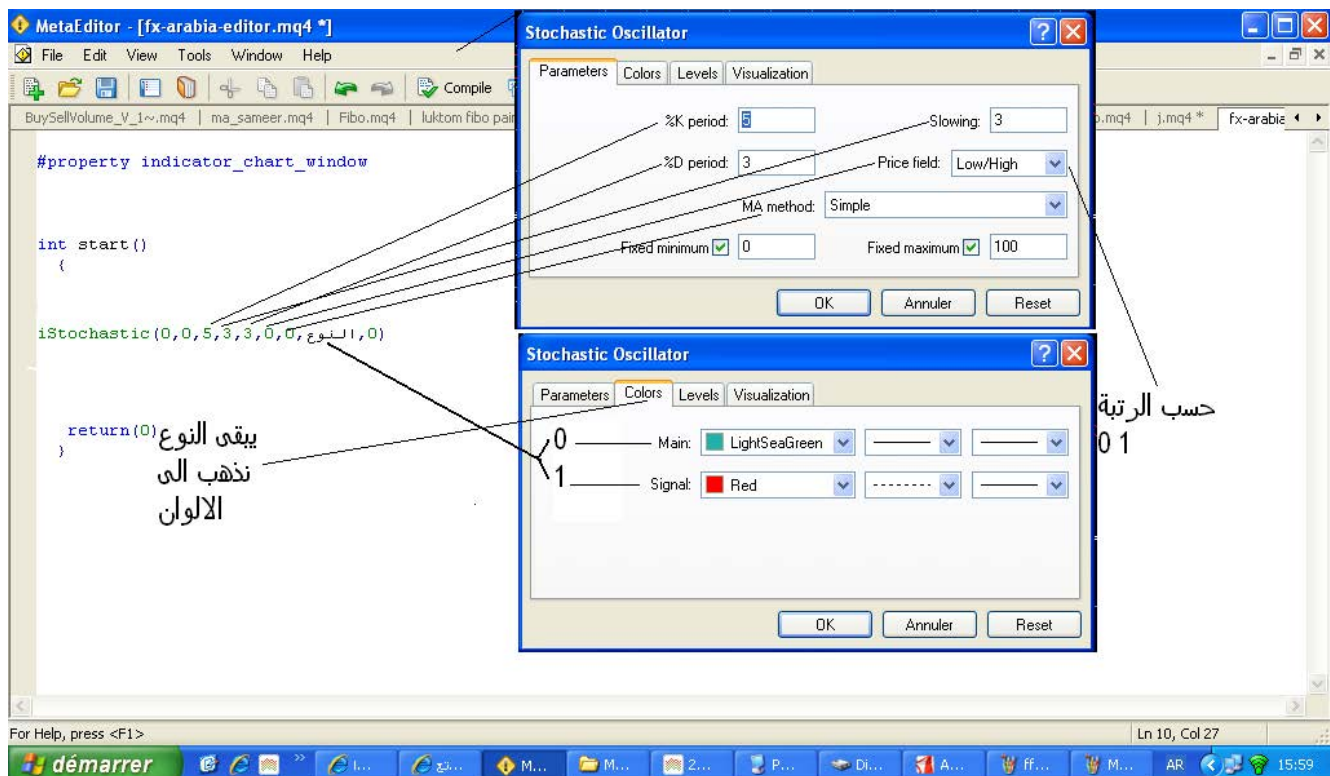 MetaEditor - [fx-arabia-editor.mq4 *]
File Edit View Tools Window Help
Compile
BuySellVolume_V_1~.mq4 | ma_sameer.mq4 | Fibo.mq4 | luktom fibo pai
j.mq4 * fx-arabia
#property indicator_chart_window
int start()
{
iStochastic(0,0,5,3,3,0,0,النوع,0)
return(0)
}
يبقى النوع
نذهب الى
الالوان
Stochastic Oscillator
Parameters Colors Levels Visualization
%K period: 5 Slowing: 3
%D period: 3 Price field: Low/High
MA method: Simple
Fixed minimum 0 Fixed maximum 100
OK Annuler Reset
Stochastic Oscillator
Parameters Colors Levels Visualization
0 Main: LightSeaGreen
1 Signal: Red
OK Annuler Reset
حسب الرتبة
0 1
For Help, press <F1> Ln 10, Col 27
démarrer I... M... M... 2... P... Di... A... ff... M... AR 15:59